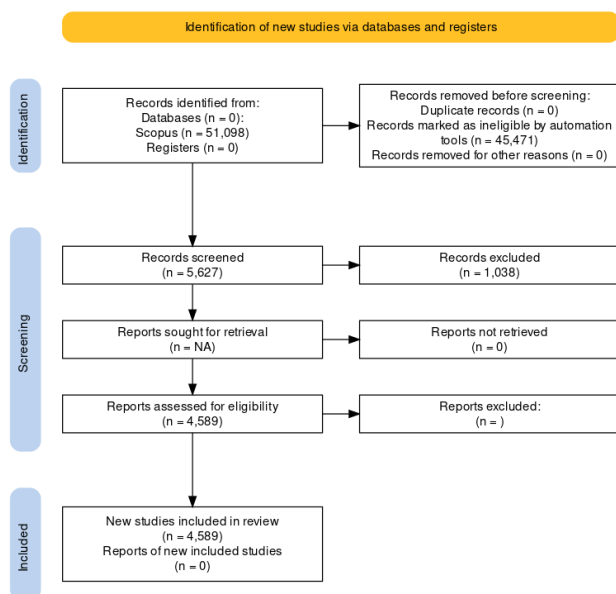 Identification of new studies via databases and registers
Identification
Records identified from:
Databases (n = 0):
Scopus (n = 51,098)
Registers (n = 0)
Records removed before screening:
Duplicate records (n = 0)
Records marked as ineligible by automation
tools (n = 45,471)
Records removed for other reasons (n = 0)
Screening
Records screened
(n = 5,627)
Records excluded
(n = 1,038)
Reports sought for retrieval
(n = NA)
Reports not retrieved
(n = 0)
Reports assessed for eligibility
(n = 4,589)
Reports excluded:
(n = )
Included
New studies included in review
(n = 4,589)
Reports of new included studies
(n = 0)